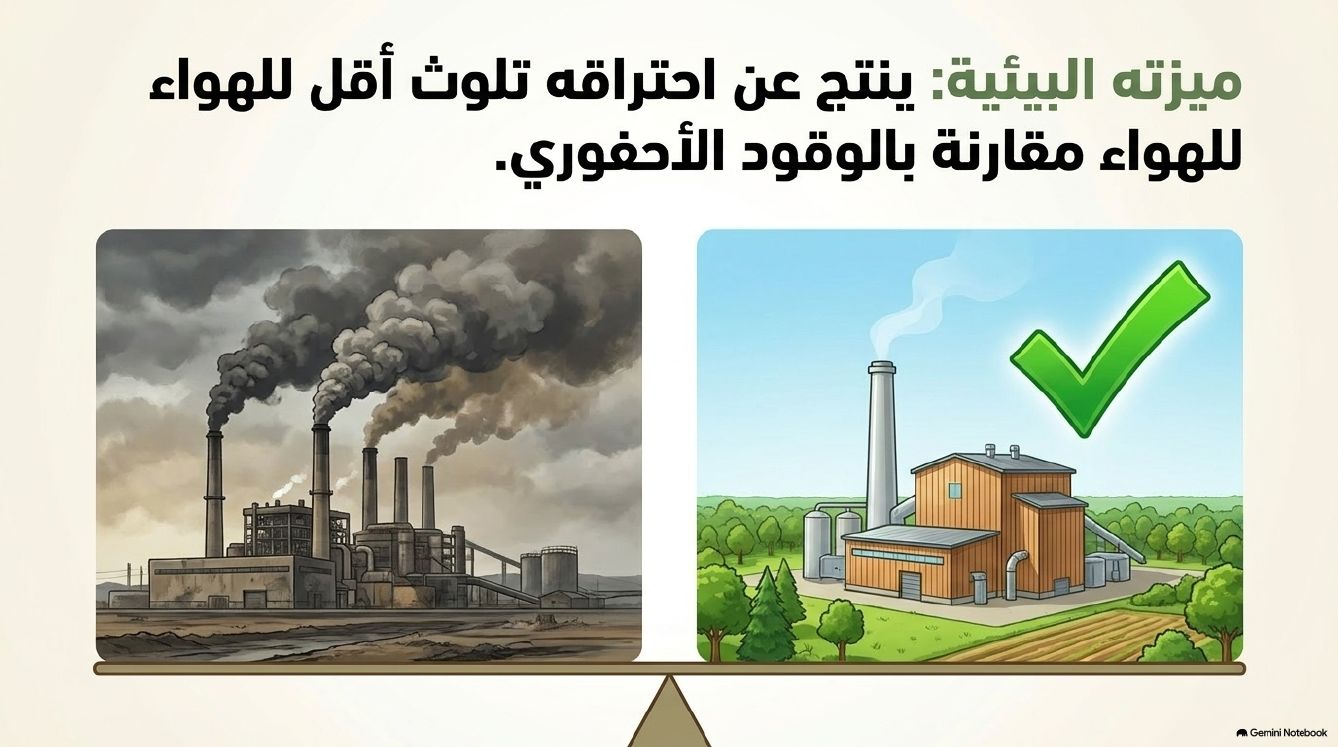 ميزته البيئية: ينتج عن احتراقه تلوث أقل للهواء
للهواء مقارنة بالوقود الأحفوري.
Gemini Notebook